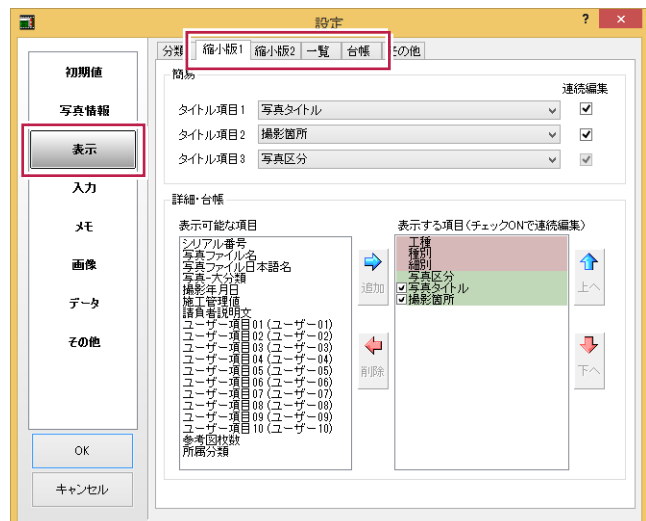 設定
?
×
初期値
写真情報
表示
入力
メモ
画像
データ
その他
OK
キャンセル
分類
縮小版1
縮小版2
一覧
台帳
その他
簡易
連続編集
タイトル項目1
写真タイトル
タイトル項目2
撮影箇所
タイトル項目3
写真区分
詳細・台帳
表示可能な項目
シリアル番号
写真ファイル名
写真ファイル日本語名
写真-大分類
撮影年月日
施工管理値
請負者説明文
ユーザー項目01(ユーザー01)
ユーザー項目02(ユーザー02)
ユーザー項目03(ユーザー03)
ユーザー項目04(ユーザー04)
ユーザー項目05(ユーザー05)
ユーザー項目06(ユーザー06)
ユーザー項目07(ユーザー07)
ユーザー項目08(ユーザー08)
ユーザー項目09(ユーザー09)
ユーザー項目10(ユーザー10)
参考図枚数
所属分類
追加
削除
表示する項目(チェックONで連続編集)
工種
種別
細別
写真区分
写真タイトル
撮影箇所
上へ
下へ